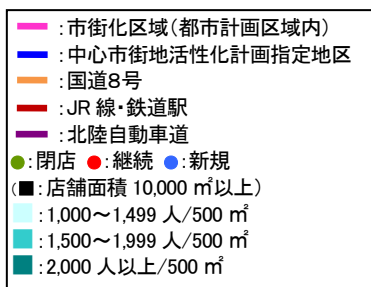 :市街化区域(都市計画区域内)
:中心市街地活性化計画指定地区
:国道8号
:JR 線・鉄道駅
:北陸自動車道
●:閉店 ●:継続 ●:新規
(■:店舗面積 10,000 ㎡以上)
:1,000～1,499 人/500 ㎡
:1,500～1,999 人/500 ㎡
:2,000 人以上/500 ㎡